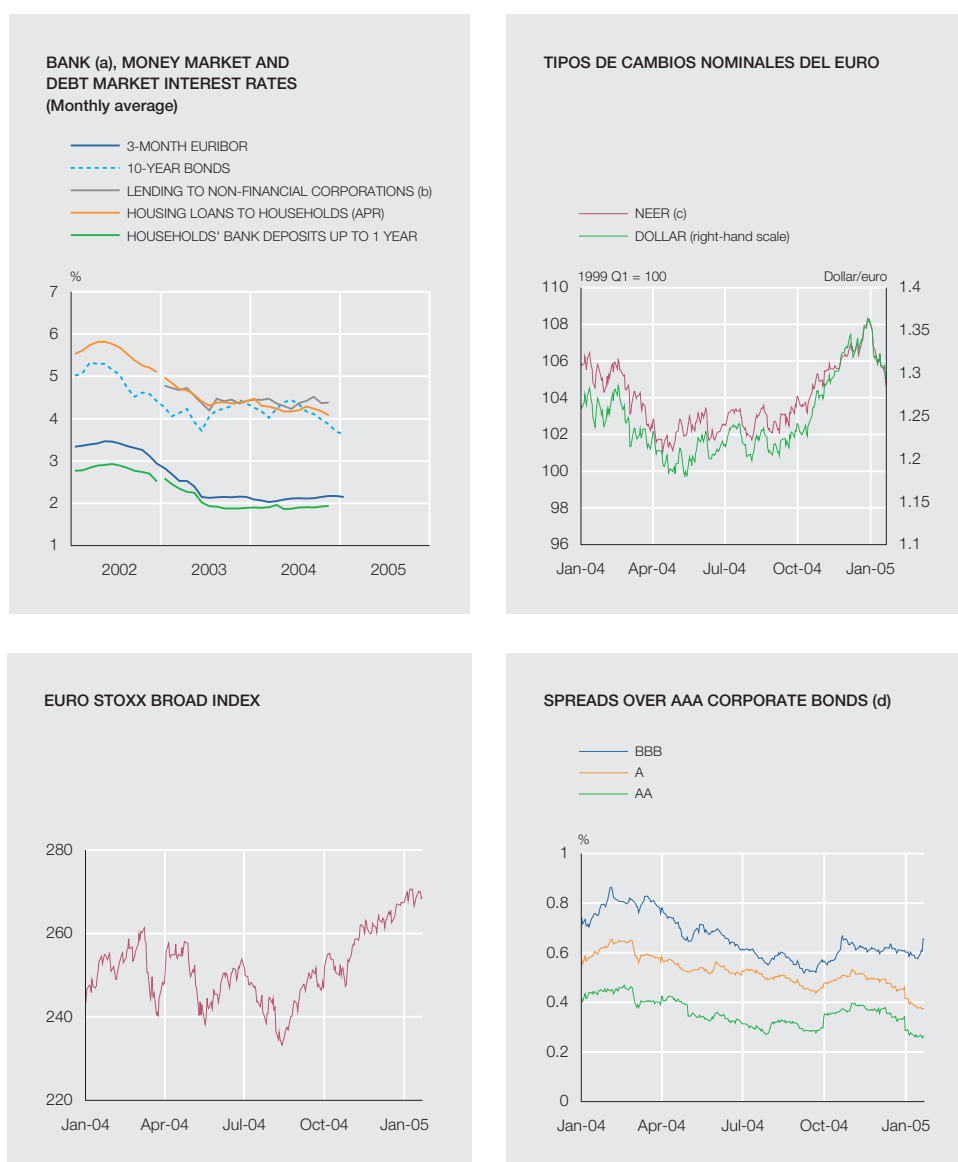 BANK (a), MONEY MARKET AND
DEBT MARKET INTEREST RATES
(Monthly average)
3-MONTH EURIBOR
10-YEAR BONDS
LENDING TO NON-FINANCIAL CORPORATIONS (b)
HOUSING LOANS TO HOUSEHOLDS (APR)
HOUSEHOLDS' BANK DEPOSITS UP TO 1 YEAR
%
7
6
5
4
3
2
1
2002 2003 2004 2005
TIPOS DE CAMBIOS NOMINALES DEL EURO
NEER (c)
DOLLAR (right-hand scale)
1999 Q1 = 100 Dollar/euro
110 1.4
108 1.35
106 1.3
104 1.25
102 1.2
100 1.15
98 1.1
96
Jan-04 Apr-04 Jul-04 Oct-04 Jan-05
EURO STOXX BROAD INDEX
280
260
240
220
Jan-04 Apr-04 Jul-04 Oct-04 Jan-05
SPREADS OVER AAA CORPORATE BONDS (d)
BBB
A
AA
%
1
0.8
0.6
0.4
0.2
0
Jan-04 Apr-04 Jul-04 Oct-04 Jan-05